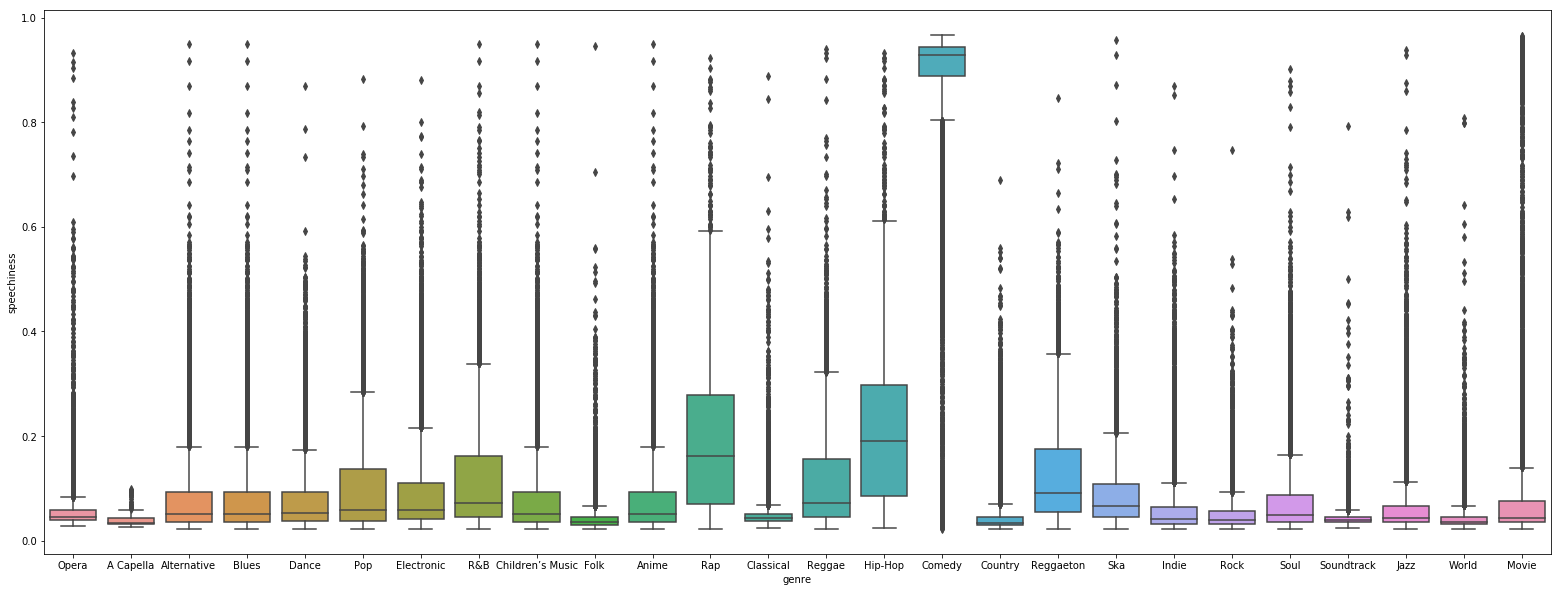 1.0
0.8
0.6
0.4
0.2
0.0
speechiness
Opera A Capella Alternative Blues Dance Pop Electronic R&B Children’s Music Folk Anime Rap Classical Reggae Hip-Hop Comedy Country Reggaeton Ska Indie Rock Soul Soundtrack Jazz World Movie
genre